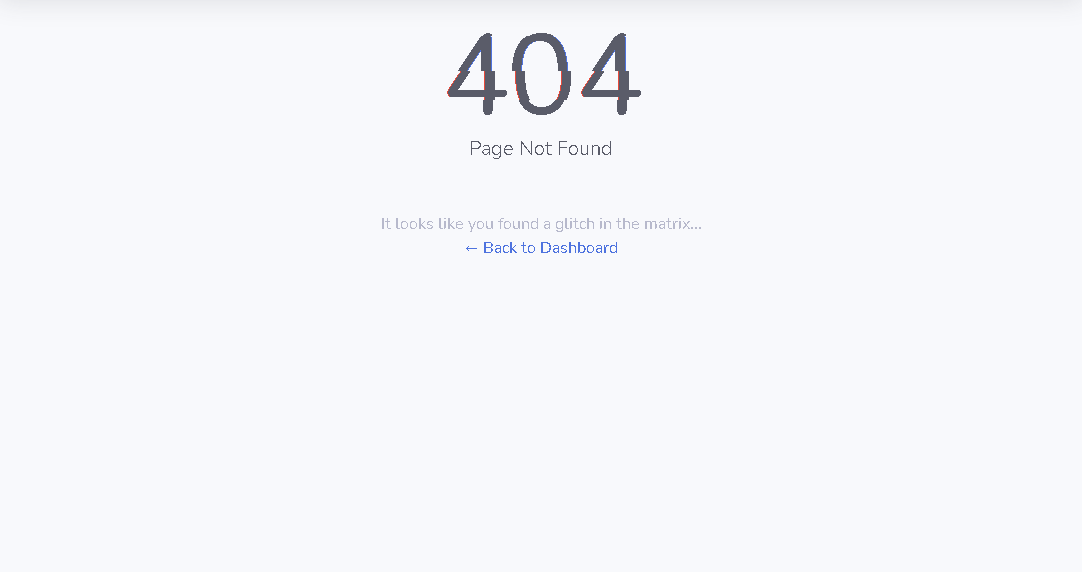 404
Page Not Found
It looks like you found a glitch in the matrix...
← Back to Dashboard